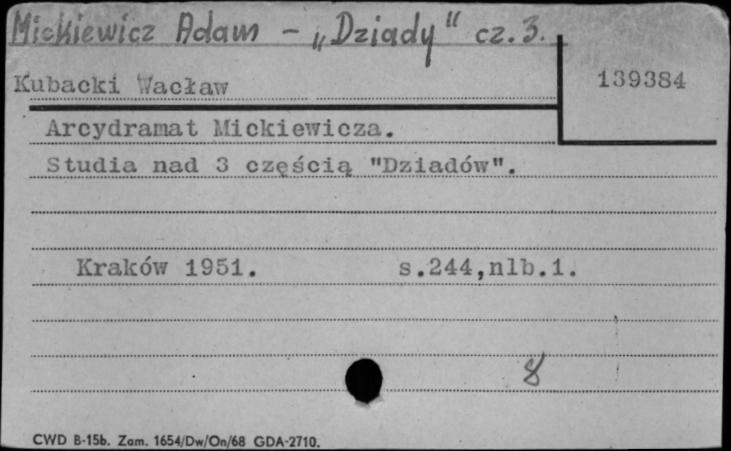 Mickiewicz Adam - „Dziady" cz. 3.
139384
Kubacki Wacław
Arcydramat Mickiewicza.
Studia nad 3 częścią "Dziadów".
Kraków 1951. s.244,nlb.1.
8
CWD B-15b. Zam. 1654/Dw/On/68 GDA-2710.